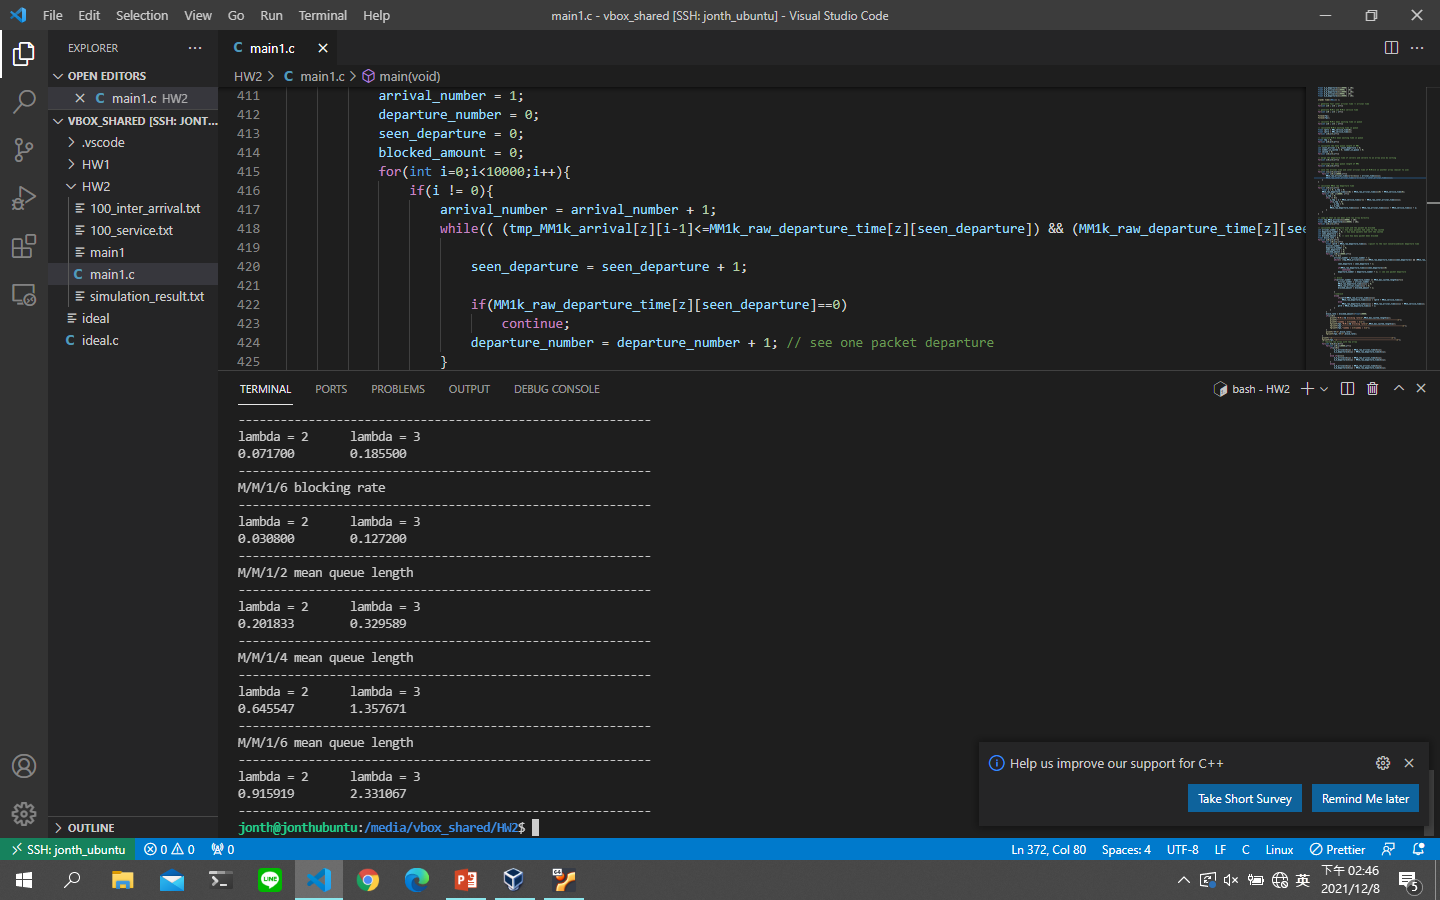 File Edit Selection View Go Run Terminal Help main1.c - vbox_shared [SSH: jonth_ubuntu] - Visual Studio Code
EXPLORER
OPEN EDITORS
main1.c HW2
VBOX_SHARED [SSH: JONT...
.vscode
HW1
HW2
100_inter_arrival.txt
100_service.txt
main1
main1.c
simulation_result.txt
ideal
ideal.c
OUTLINE
main1.c
HW2 > C main1.c > main(void)
411 arrival_number = 1;
412 departure_number = 0;
413 seen_departure = 0;
414 blocked_amount = 0;
415 for(int i=0;i<10000;i++){
416 if(i != 0){
417 arrival_number = arrival_number + 1;
418 while(( (tmp_MM1k_arrival[z][i-1]<=MM1k_raw_departure_time[z][seen_departure]) && (MM1k_raw_departure_time[z][see
419
420 seen_departure = seen_departure + 1;
421
422 if(MM1k_raw_departure_time[z][seen_departure]==0)
423 continue;
424 departure_number = departure_number + 1; // see one packet departure
425 }
TERMINAL PORTS PROBLEMS OUTPUT DEBUG CONSOLE bash - HW2
-----------------------------------------------------------
lambda = 2 lambda = 3
0.071700 0.185500
-----------------------------------------------------------
M/M/1/6 blocking rate
-----------------------------------------------------------
lambda = 2 lambda = 3
0.030800 0.127200
-----------------------------------------------------------
M/M/1/2 mean queue length
-----------------------------------------------------------
lambda = 2 lambda = 3
0.201833 0.329589
-----------------------------------------------------------
M/M/1/4 mean queue length
-----------------------------------------------------------
lambda = 2 lambda = 3
0.645547 1.357671
-----------------------------------------------------------
M/M/1/6 mean queue length
-----------------------------------------------------------
lambda = 2 lambda = 3
0.915919 2.331067
-----------------------------------------------------------
jonth@jonthubuntu:/media/vbox_shared/HW2$
Help us improve our support for C++
Take Short Survey Remind Me later
SSH: jonth_ubuntu 0 0 0 Ln 372, Col 80 Spaces: 4 UTF-8 LF C Linux Prettier
LINE
64
英
下午 02:46
2021/12/8
5